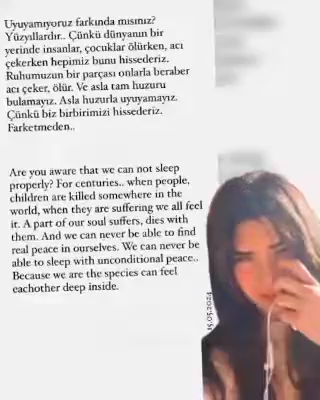 Uyuyamıyoruz farkında mısınız?
Yüzyıllardır.. Çünkü dünyanın bir
yerinde insanlar, çocuklar ölürken, acı
çekerken hepimiz bunu hissederiz.
Ruhumuzun bir parçası onlarla beraber
acı çeker, ölür. Ve asla tam huzuru
bulamayız. Asla huzurla uyuyamayız.
Çünkü biz birbirimizi hissederiz.
Farketmeden..
Are you aware that we can not sleep
properly? For centuries.. when people,
children are killed somewhere in the
world, when they are suffering we all feel
it. A part of our soul suffers, dies with
them. And we can never be able to find
real peace in ourselves. We can never be
able to sleep with unconditional peace..
Because we are the species can feel
eachother deep inside.
15.05.2024